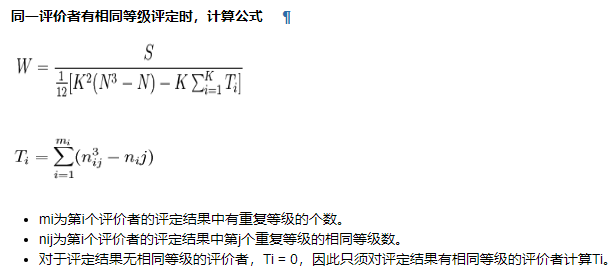 同一评价者有相同等级评定时，计算公式 ¶
W = \frac{S}{\frac{1}{12}[K^2(N^3 − N) − K \sum_{i=1}^{K} T_i]}
T_i = \sum_{i=1}^{m_i} (n_{ij}^3 − n_i j)
• mi为第i个评价者的评定结果中有重复等级的个数。
• nij为第i个评价者的评定结果中第j个重复等级的相同等级数。
• 对于评定结果无相同等级的评价者，Ti = 0，因此只须对评定结果有相同等级的评价者计算Ti。